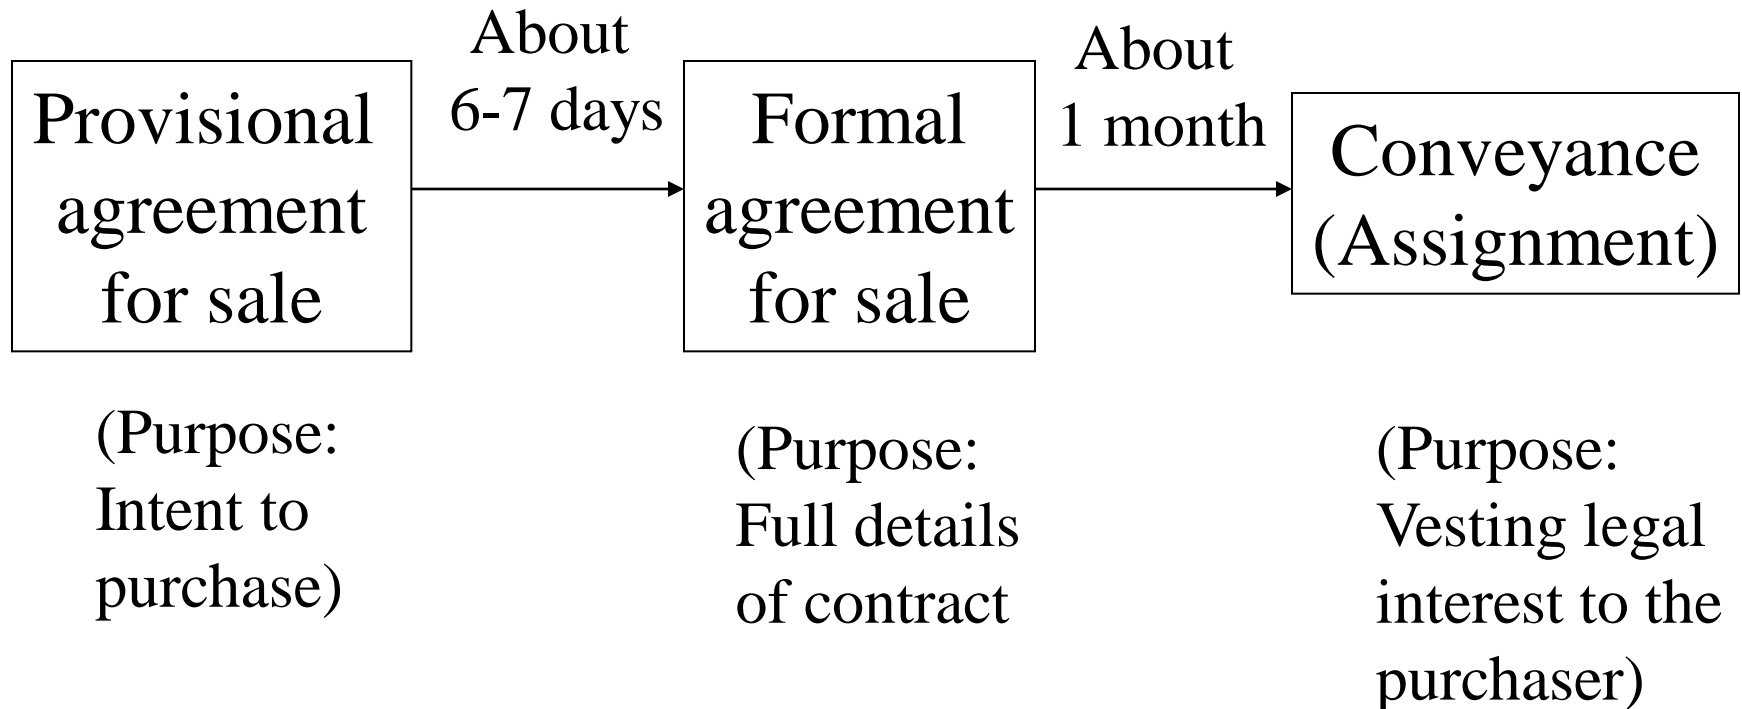 Provisional
agreement
for sale
About
6-7 days
Formal
agreement
for sale
About
1 month
Conveyance
(Assignment)
(Purpose:
Intent to
purchase)
(Purpose:
Full details
of contract
(Purpose:
Vesting legal
interest to the
purchaser)